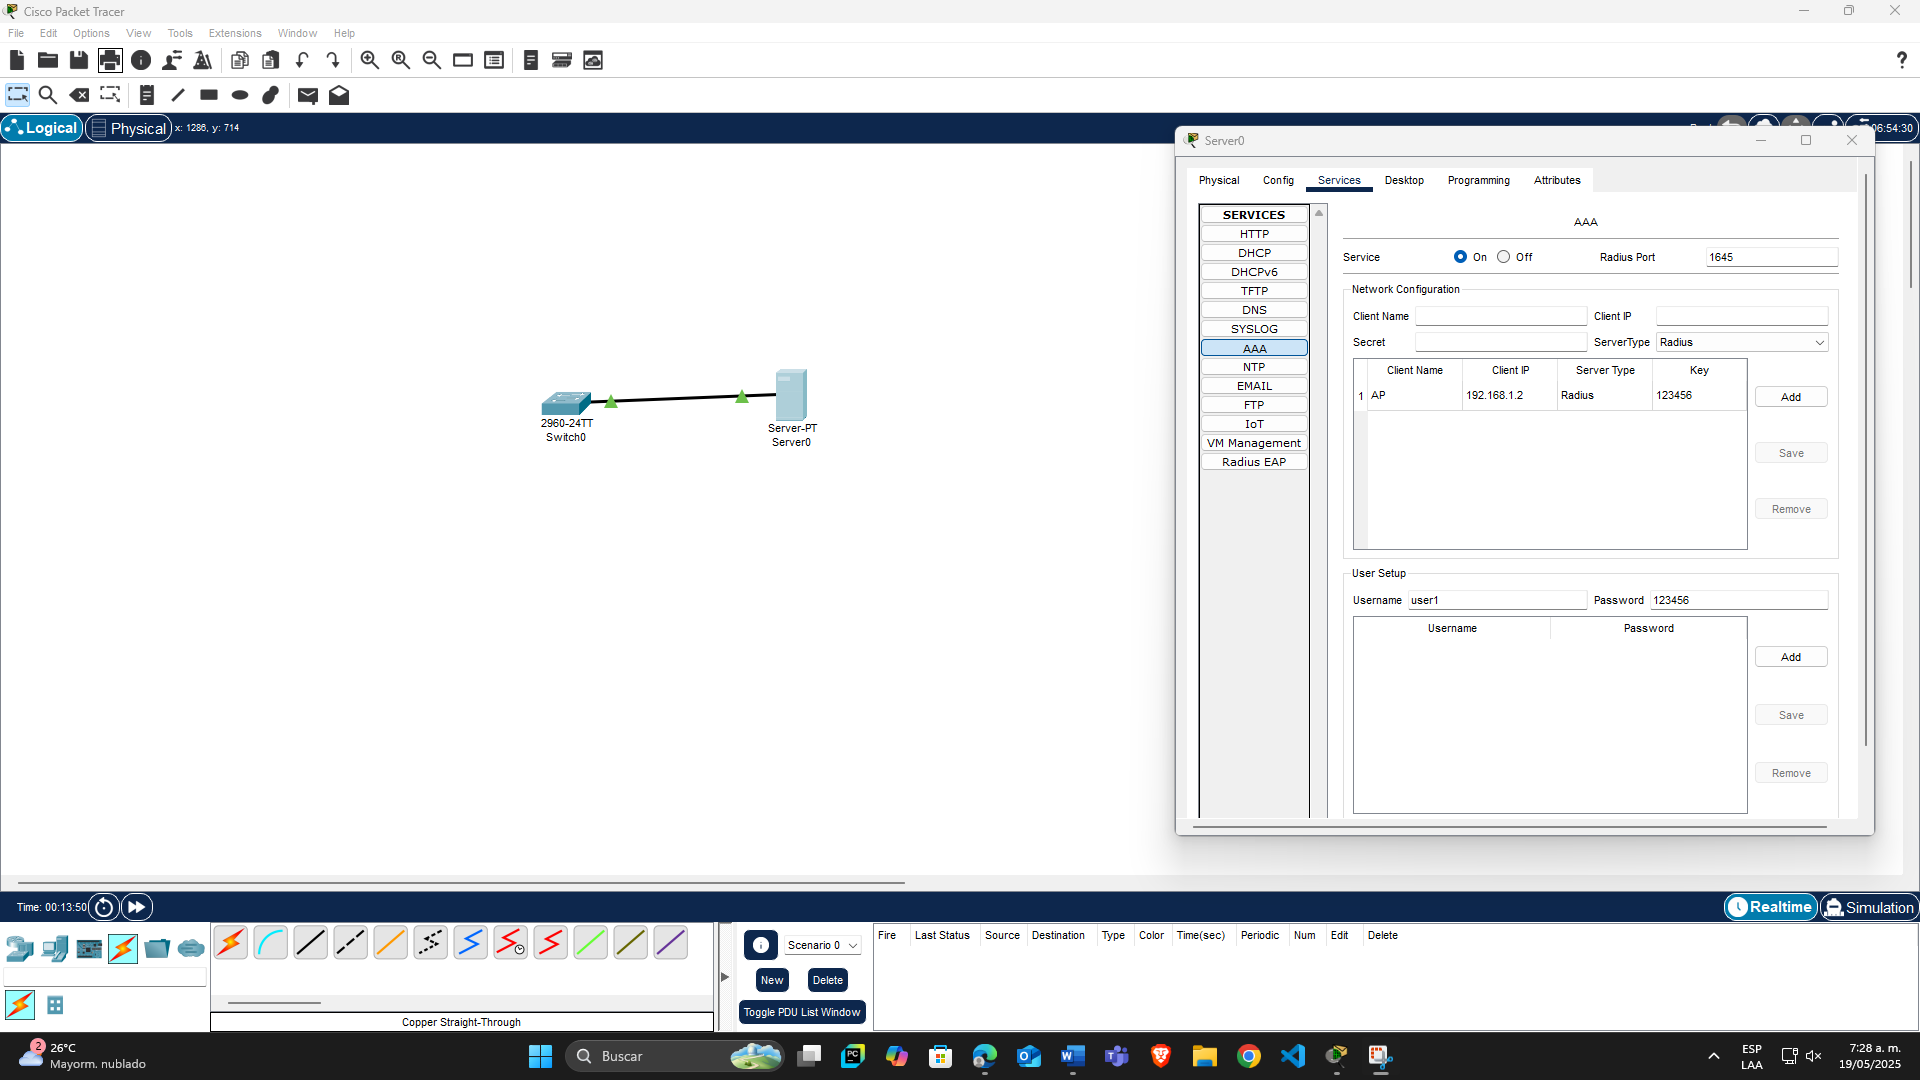 Cisco Packet Tracer
File Edit Options View Tools Extensions Window Help
?
Logical Physical x: 1286, y: 714
06:54:30
Server0
Physical Config Services Desktop Programming Attributes
SERVICES
HTTP
DHCP
DHCPv6
TFTP
DNS
SYSLOG
AAA
NTP
EMAIL
FTP
IoT
VM Management
Radius EAP
AAA
Service On Off Radius Port 1645
Network Configuration
Client Name Client IP
Secret ServerType Radius
Client Name Client IP Server Type Key
1 AP 192.168.1.2 Radius 123456
Add
Save
Remove
User Setup
Username user1 Password 123456
Username Password
Add
Save
Remove
2960-24TT
Switch0
Server-PT
Server0
Time: 00:13:50
Realtime Simulation
Copper Straight-Through
Scenario 0
New Delete
Toggle PDU List Window
Fire Last Status Source Destination Type Color Time(sec) Periodic Num Edit Delete
2
26°C
Mayorm. nublado
Buscar
ESP
LAA
7:28 a. m.
19/05/2025